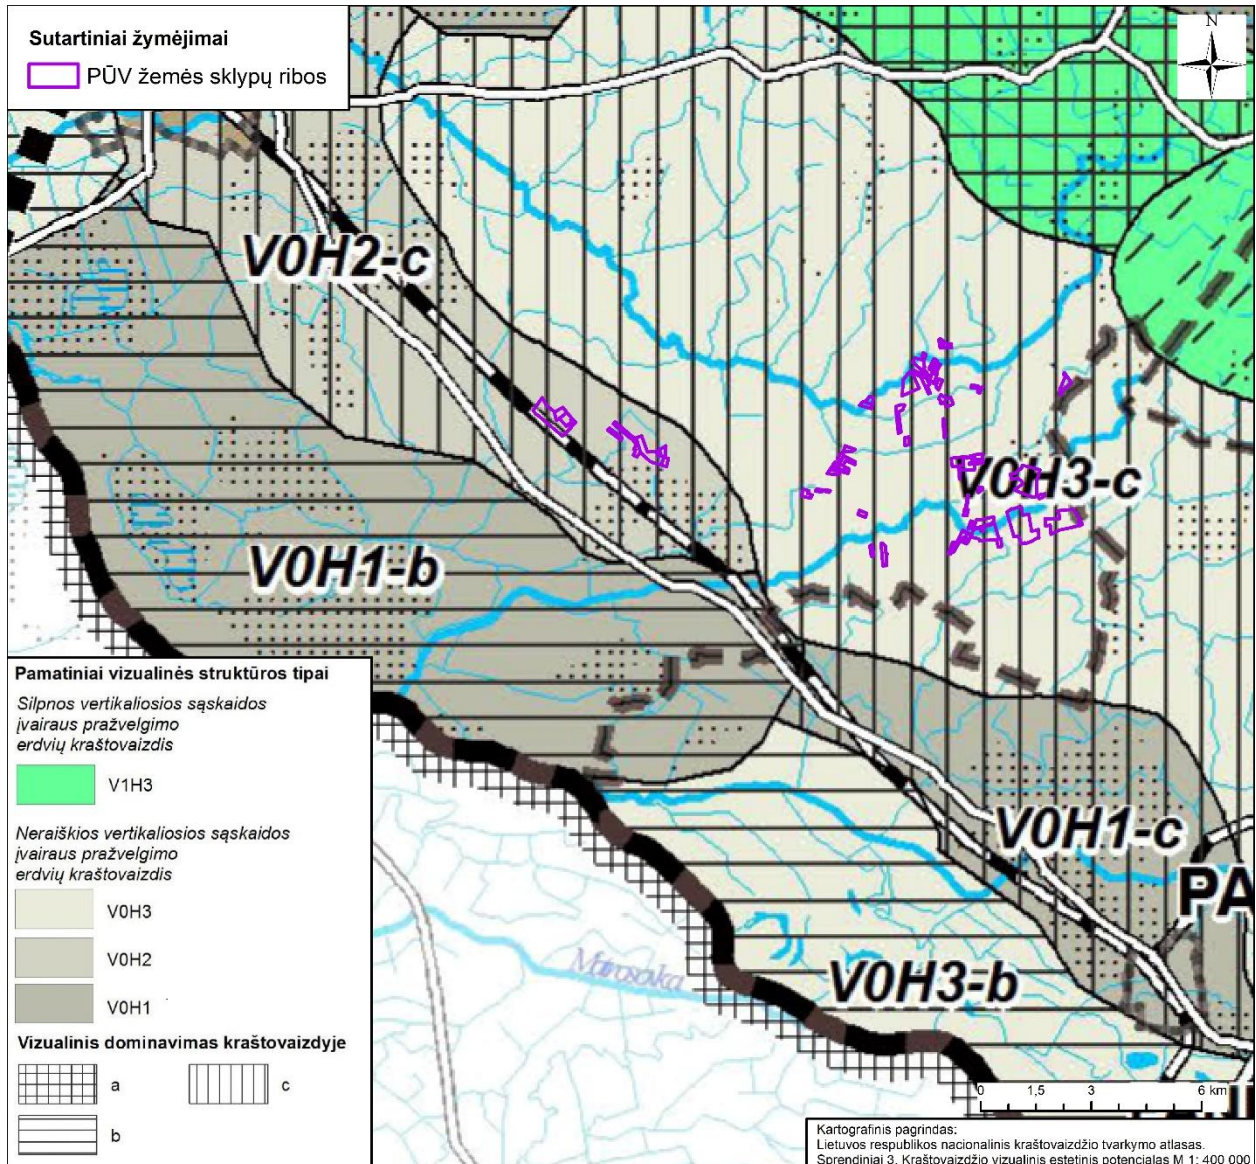 Sutartiniai žymėjimai
PŪV žemės sklypų ribos
N
V0H2-c
V0H3-c
V0H1-b
V0H1-c
PA
V0H3-b
Matrosovka
Pamatiniai vizualinės struktūros tipai
Silpnos vertikaliosios sąskaidos
įvairaus pražvelgimo
erdvių kraštovaizdis
V1H3
Neraiškios vertikaliosios sąskaidos
įvairaus pražvelgimo
erdvių kraštovaizdis
V0H3
V0H2
V0H1
Vizualinis dominavimas kraštovaizdyje
a
c
b
0 1,5 3 6 km
Kartografinis pagrindas:
Lietuvos respublikos nacionalinis kraštovaizdžio tvarkymo atlasas.
Sprendiniai 3. Kraštovaizdžio vizualinis estetinis potencialas M 1: 400 000